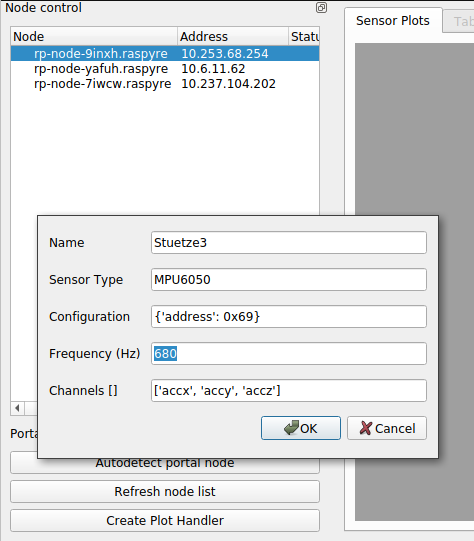 Node control
Sensor Plots
Node Address Statu
rp-node-9inxh.raspyre 10.253.68.254
rp-node-yafuh.raspyre 10.6.11.62
rp-node-7iwcw.raspyre 10.237.104.202
Name Stuetze3
Sensor Type MPU6050
Configuration {'address': 0x69}
Frequency (Hz) 680
Channels [] ['accx', 'accy', 'accz']
OK Cancel
Porta
Autodetect portal node
Refresh node list
Create Plot Handler